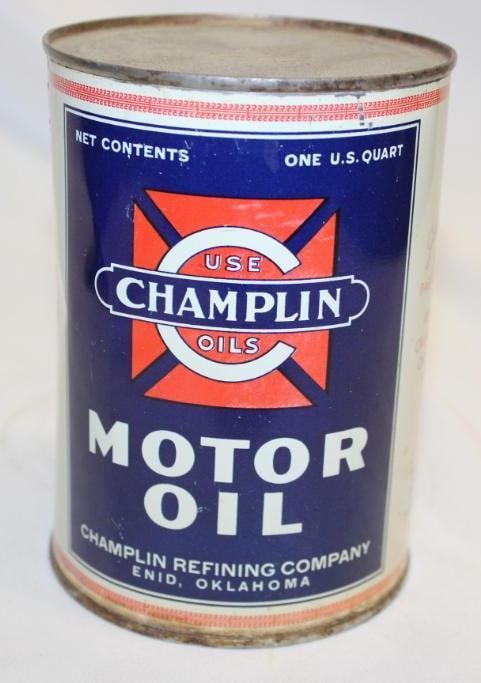 NET CONTENTS ONE U.S. QUART
USE
CHAMPLIN
OILS
MOTOR
OIL
CHAMPLIN REFINING COMPANY
ENID, OKLAHOMA